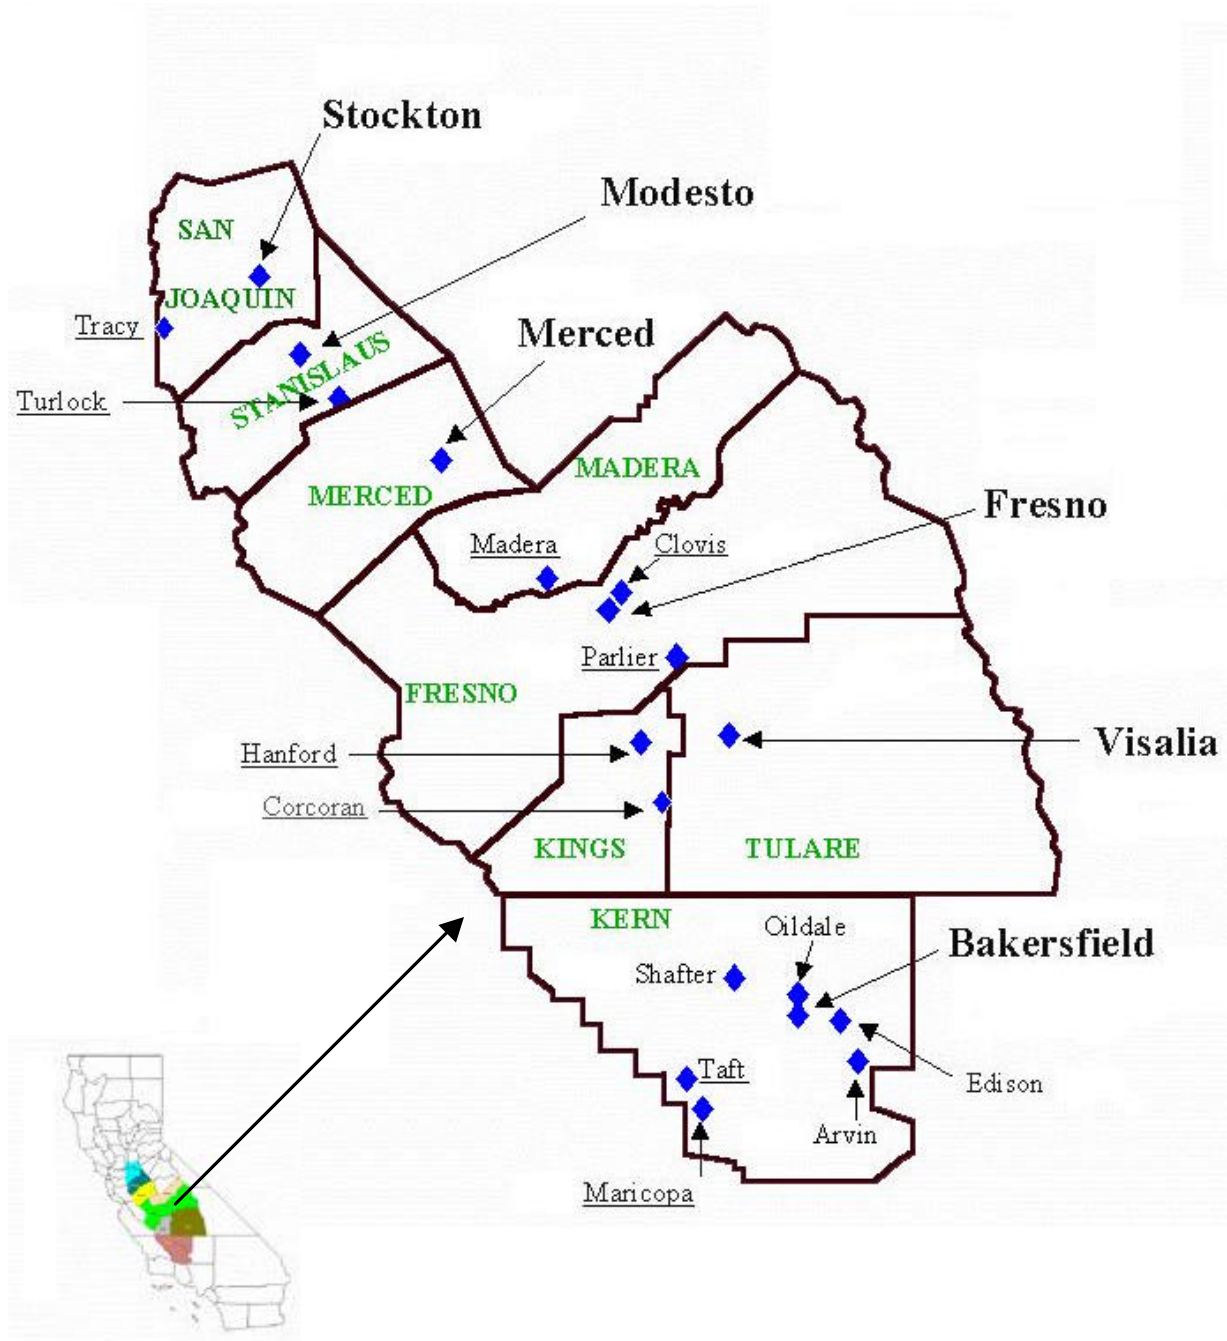 Stockton
Modesto
SAN
JOAQUIN
Tracy
Merced
STANISLAUS
Turlock
MADERA
MERCED
Fresno
Madera
Clovis
Parlier
FRESNO
Hanford
Visalia
Corcoran
KINGS
TULARE
KERN
Oildale
Bakersfield
Shafter
Taft
Edison
Arvin
Maricopa